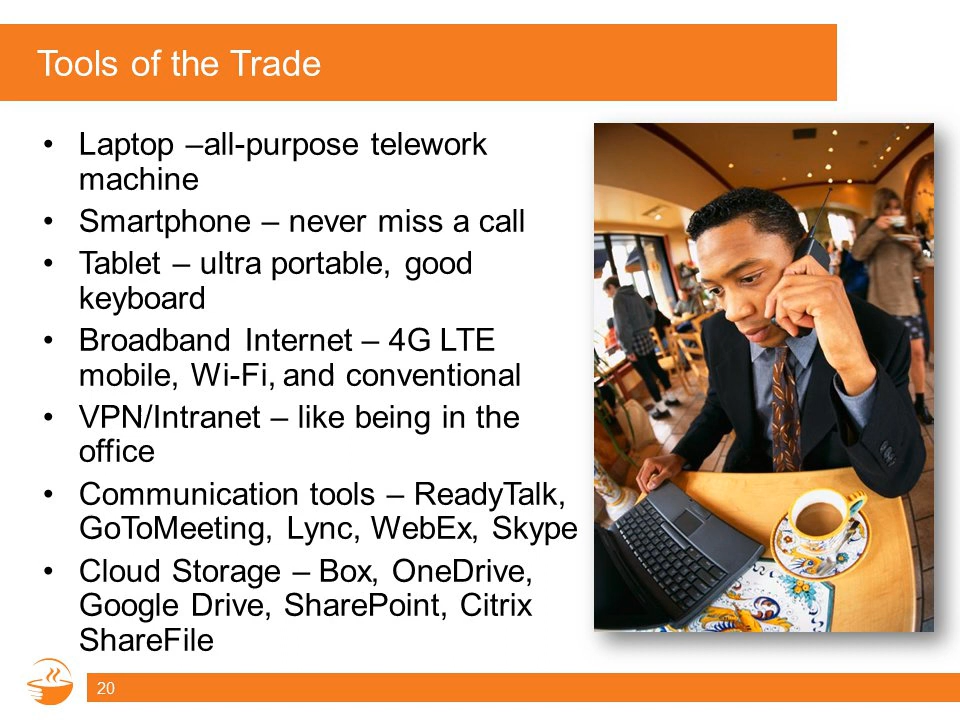 Tools of the Trade
• Laptop –all-purpose telework
machine
• Smartphone – never miss a call
• Tablet – ultra portable, good
keyboard
• Broadband Internet – 4G LTE
mobile, Wi-Fi, and conventional
• VPN/Intranet – like being in the
office
• Communication tools – ReadyTalk,
GoToMeeting, Lync, WebEx, Skype
• Cloud Storage – Box, OneDrive,
Google Drive, SharePoint, Citrix
ShareFile
20